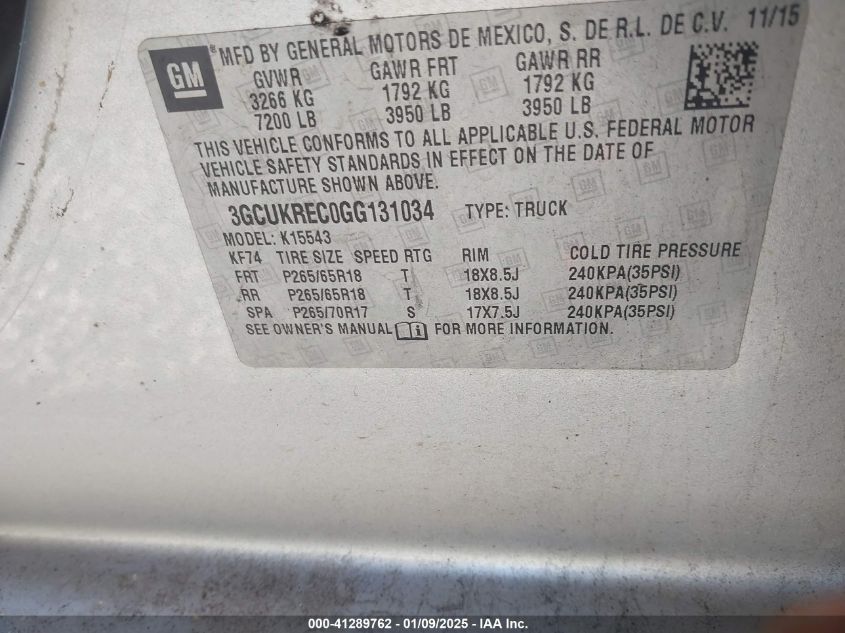 GM
® MFD BY GENERAL MOTORS DE MEXICO, S. DE R.L. DE C.V. 11/15
GVWR GAWR FRT GAWR RR
3266 KG 1792 KG 1792 KG
7200 LB 3950 LB 3950 LB
THIS VEHICLE CONFORMS TO ALL APPLICABLE U.S. FEDERAL MOTOR
VEHICLE SAFETY STANDARDS IN EFFECT ON THE DATE OF
MANUFACTURE SHOWN ABOVE.
3GCUKREC0GG131034 TYPE: TRUCK
MODEL: K15543
KF74 TIRE SIZE SPEED RTG RIM COLD TIRE PRESSURE
FRT P265/65R18 T 18X8.5J 240KPA(35PSI)
RR P265/65R18 T 18X8.5J 240KPA(35PSI)
SPA P265/70R17 S 17X7.5J 240KPA(35PSI)
SEE OWNER'S MANUAL FOR MORE INFORMATION.
000-41289762 - 01/09/2025 - IAA Inc.